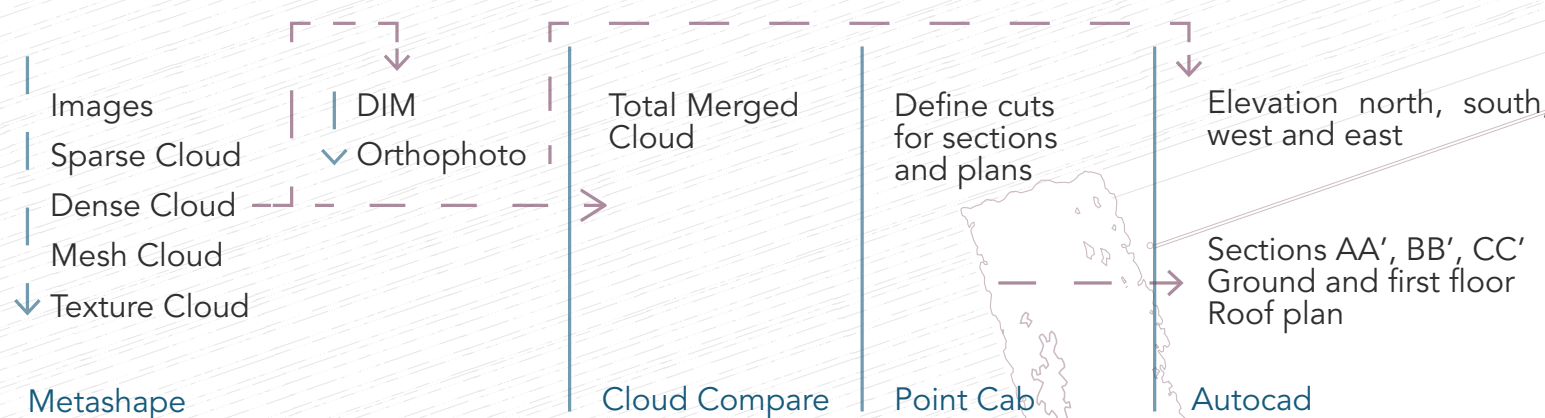 Images
Sparse Cloud
Dense Cloud
Mesh Cloud
Texture Cloud
Metashape
DIM
Orthophoto
Total Merged
Cloud
Cloud Compare
Define cuts
for sections
and plans
Point Cab
Elevation north, south,
west and east
Sections AA’, BB’, CC’
Ground and first floor
Roof plan
Autocad